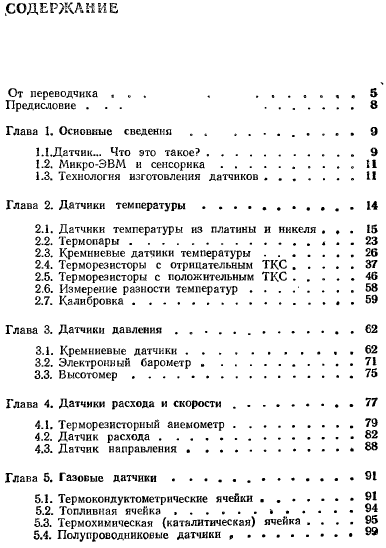 СОДЕРЖАНИЕ
От переводчика . . . . . . . . . . 5
Предисловие . . . . . . . . . . 8
Глава 1. Основные сведения . . . . . . . . . . 9
1.1.Датчик... Что это такое? . . . . . . . . . . 9
1.2. Микро-ЭВМ и сенсорика . . . . . . . . . . 11
1.3. Технология изготовления датчиков . . . . . . . . . . 11
Глава 2. Датчики температуры . . . . . . . . . . 14
2.1. Датчики температуры из платины и никеля . . . . 15
2.2. Термопары . . . . . . . . . . 23
2.3. Кремниевые датчики температуры . . . . . . . . 26
2.4. Терморезисторы с отрицательным ТКС . . . . . 37
2.5. Терморезисторы с положительным ТКС . . . . . 46
2.6. Измерение разности температур . . . . . . . . 58
2.7. Калибровка . . . . . . . . . . 59
Глава 3. Датчики давления . . . . . . . . . . 62
3.1. Кремниевые датчики . . . . . . . . . . 62
3.2. Электронный барометр . . . . . . . . . . 71
3.3. Высотомер . . . . . . . . . . 75
Глава 4. Датчики расхода и скорости . . . . . . . . 77
4.1. Терморезисторный анемометр . . . . . . . . 79
4.2. Датчик расхода . . . . . . . . . . 82
4.3. Датчик направления . . . . . . . . . . 88
Глава 5. Газовые датчики . . . . . . . . . . 91
5.1. Термокондуктометрические ячейки . . . . . . . 91
5.2. Топливная ячейка . . . . . . . . . . 94
5.3. Термохимическая (каталитическая) ячейка . . . . 95
5.4. Полупроводниковые датчики . . . . . . . . 99